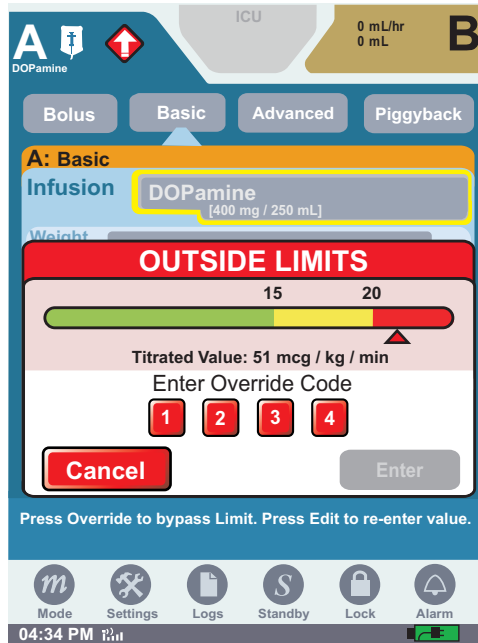 ICU
A
DOPamine
0 mL/hr
0 mL
B
Bolus
Basic
Advanced
Piggyback
A: Basic
Infusion
DOPamine
[400 mg / 250 mL]
Weight
OUTSIDE LIMITS
15 20
Titrated Value: 51 mcg / kg / min
Enter Override Code
1 2 3 4
Cancel
Enter
Press Override to bypass Limit. Press Edit to re-enter value.
m
S
Mode Settings Logs Standby Lock Alarm
04:34 PM